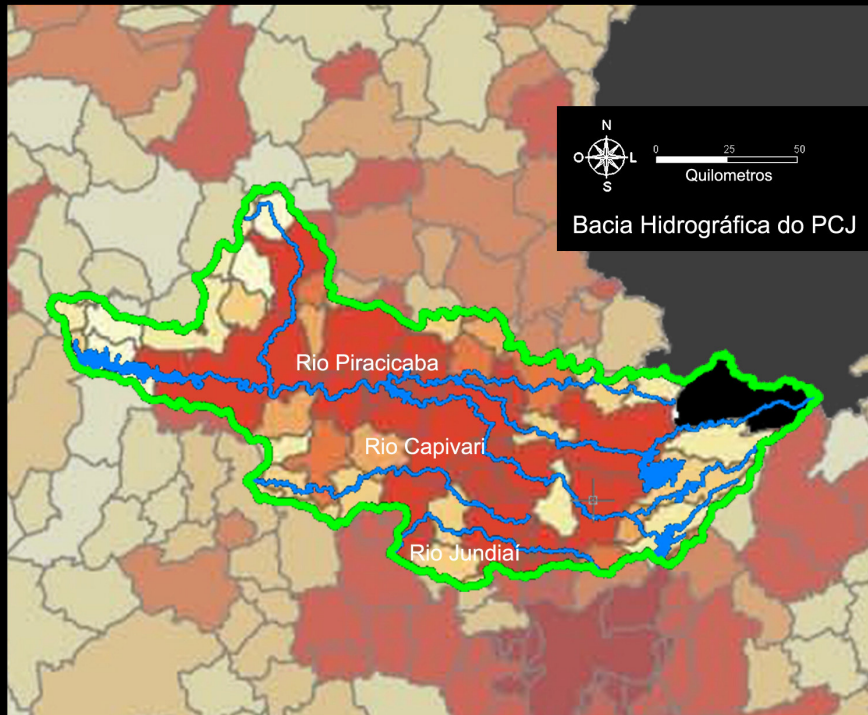 N
O L
S
0 25 50
Quilometros
Bacia Hidrográfica do PCJ
Rio Piracicaba
Rio Capivari
Rio Jundiaí